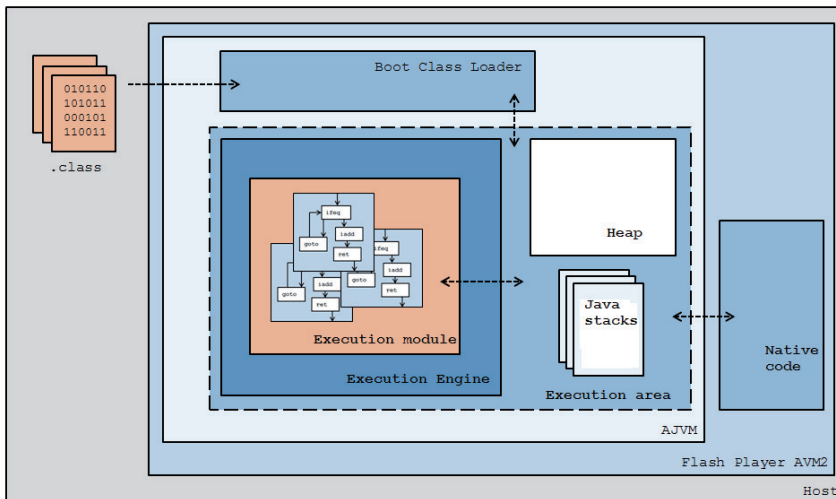 Boot Class Loader
010110
101011
000101
110011
.class
ifeq
goto
iadd
ret
ifeq
goto
iadd
ret
goto
iadd
ret
Execution module
Execution Engine
Heap
Java
stacks
Execution area
Native
code
AJVM
Flash Player AVM2
Host